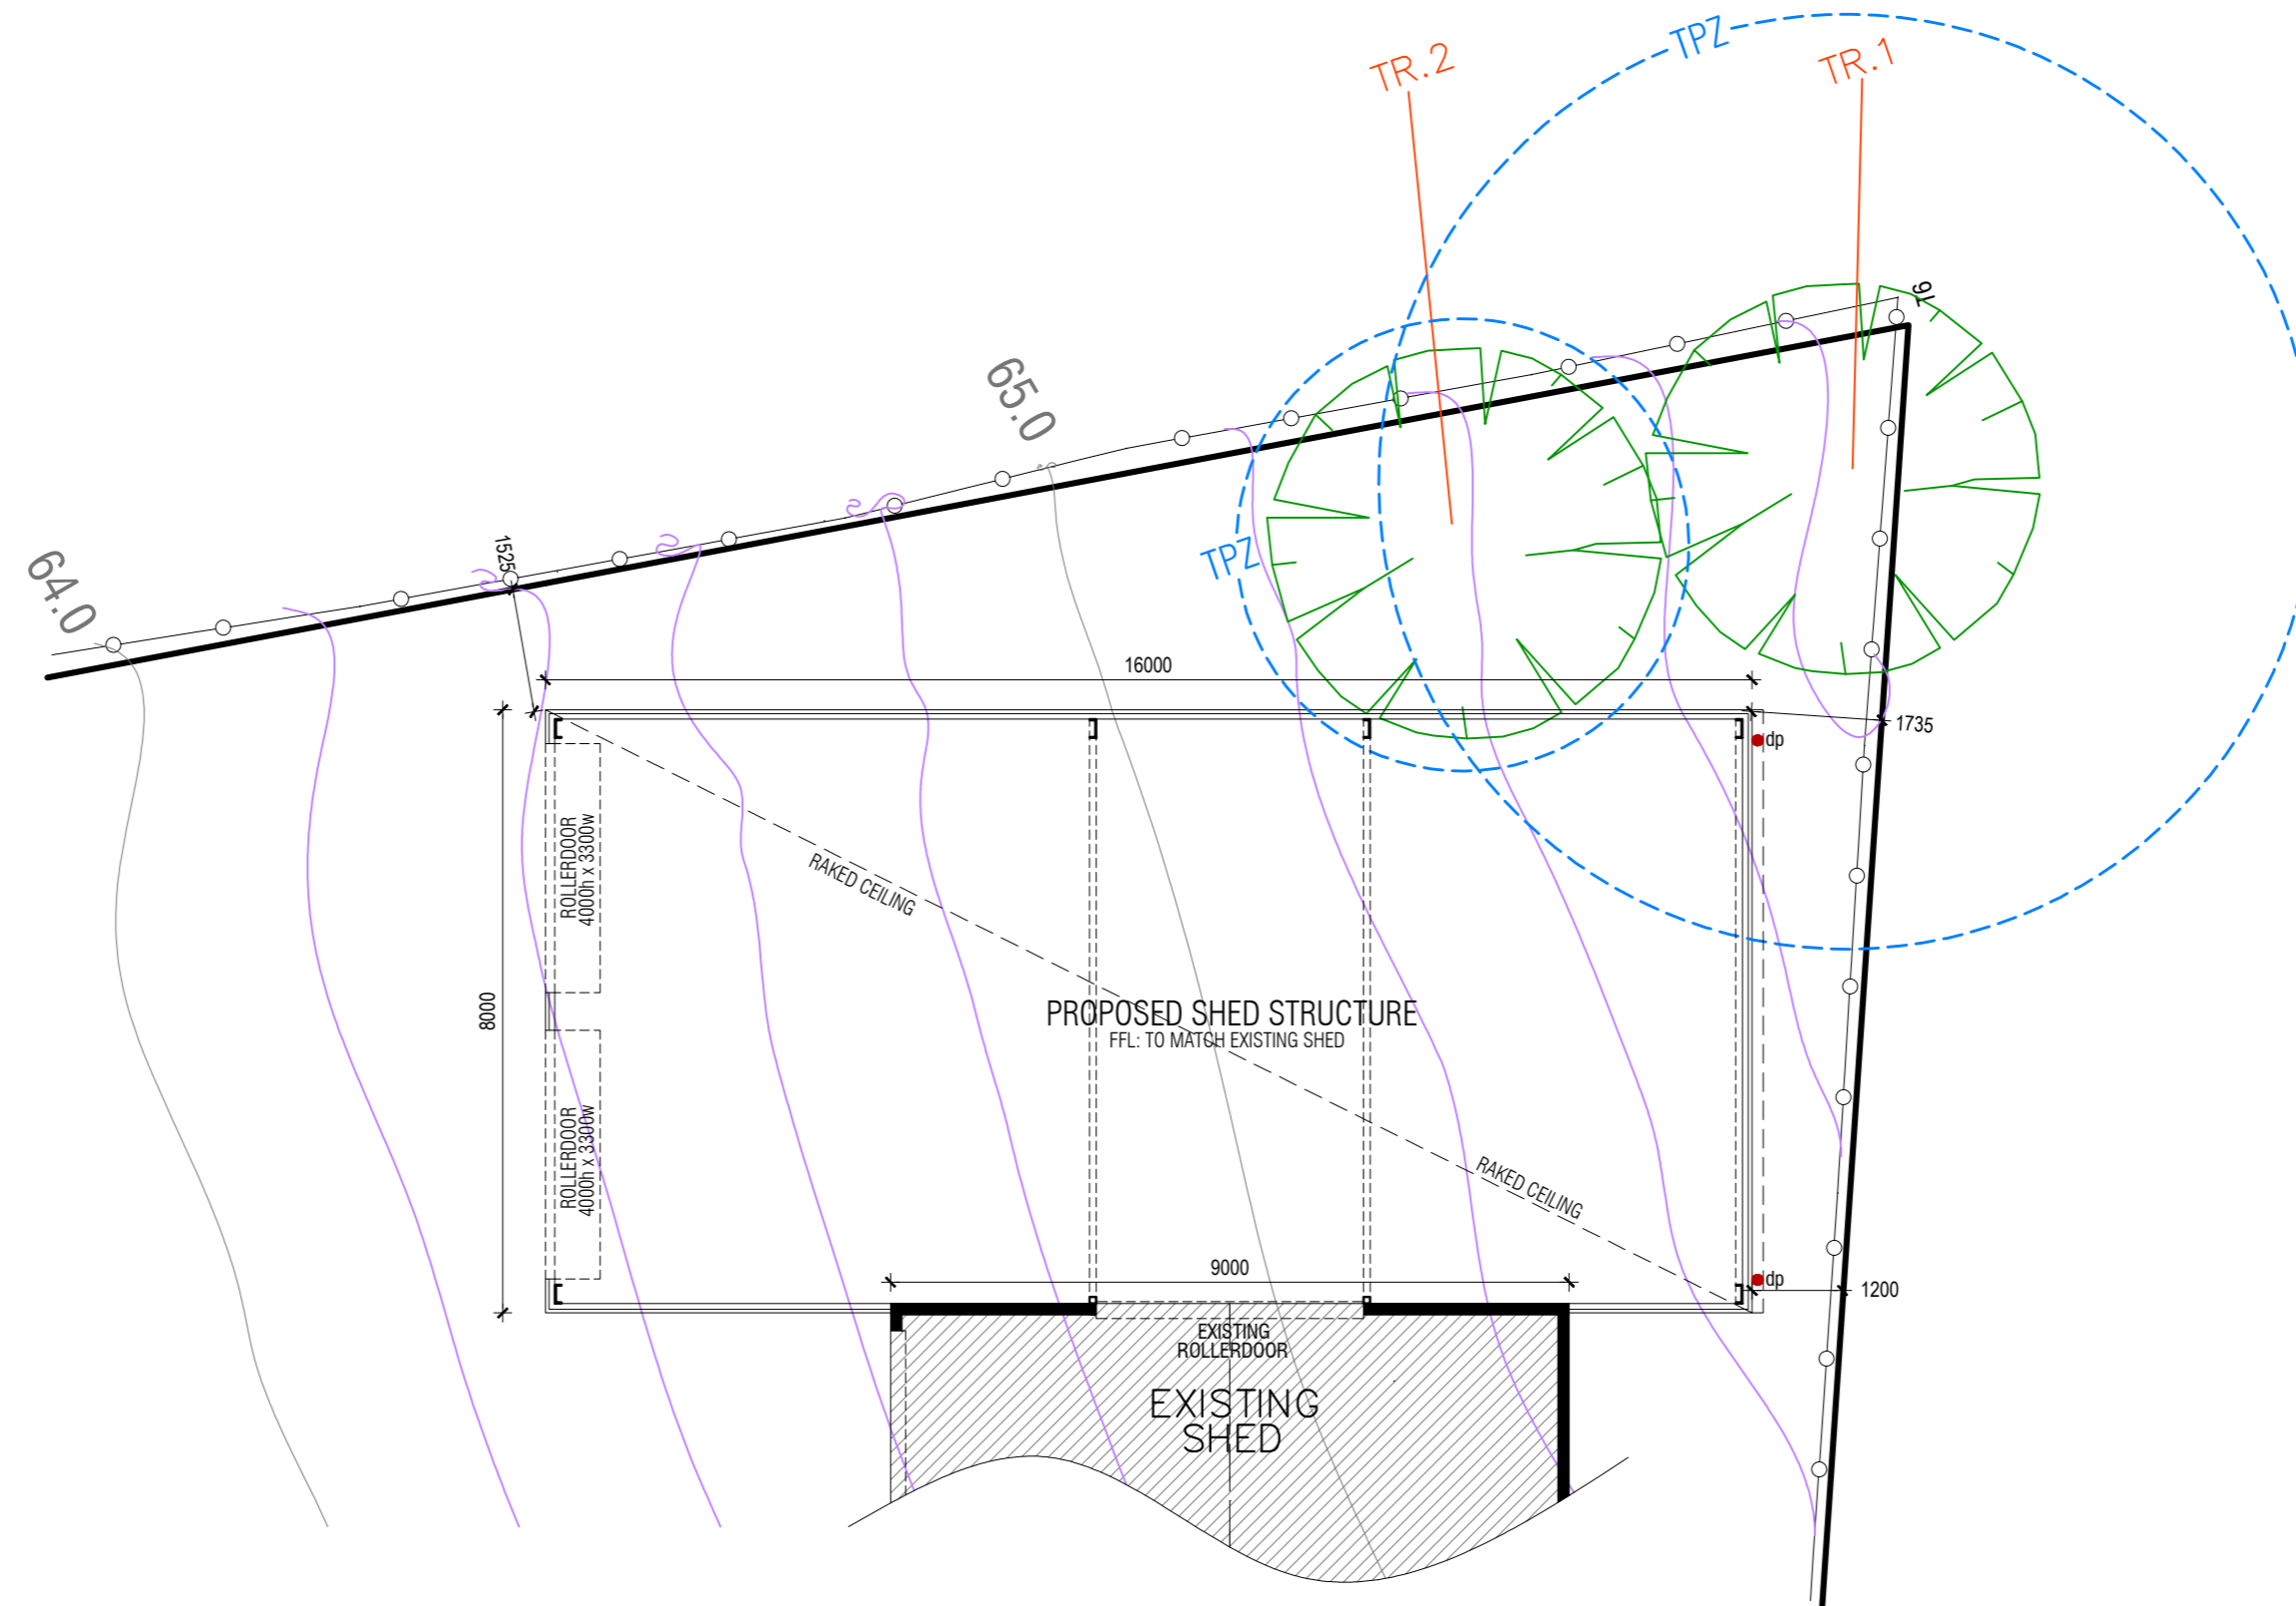 TPZ
TR.2
TR.1
65.0
1525
64.0
TPZ
16000
1735
dp
ROLLERDOOR
4000h x 3300w
RAKED CEILING
8000
PROPOSED SHED STRUCTURE
FFL: TO MATCH EXISTING SHED
ROLLERDOOR
4000h x 3300w
RAKED CEILING
9000
dp
1200
EXISTING
ROLLERDOOR
EXISTING
SHED